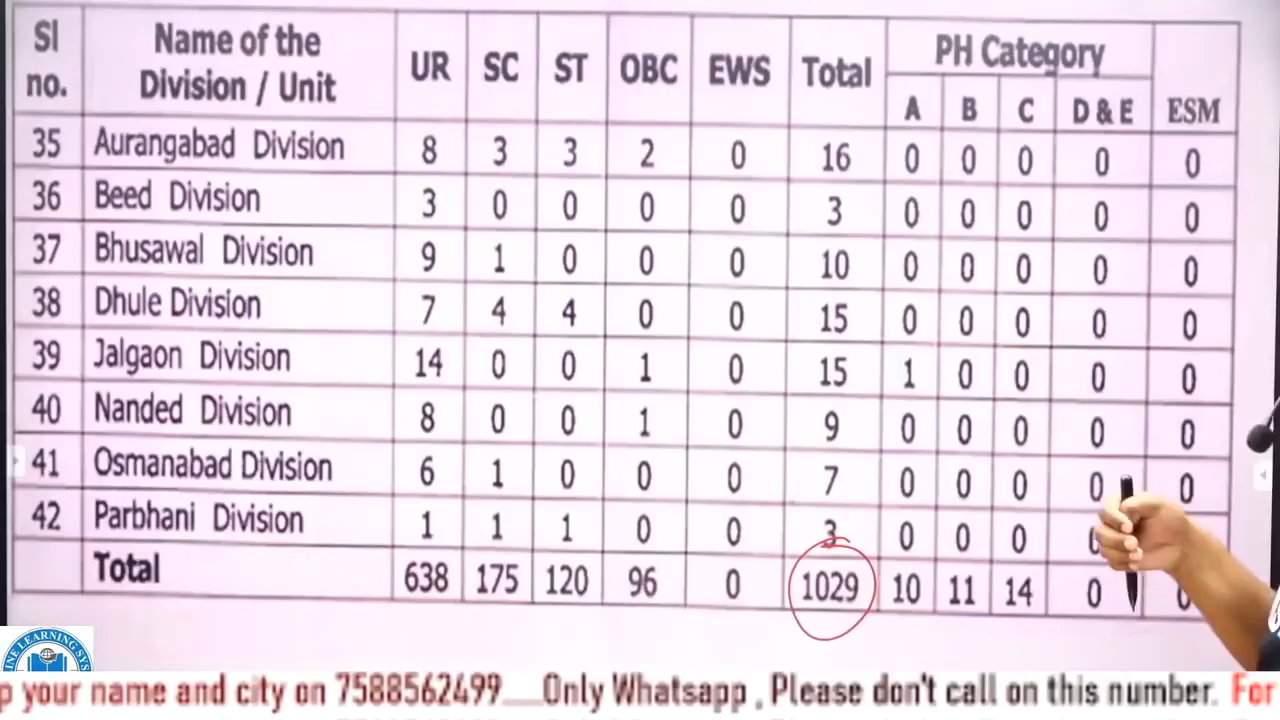 Sl no. Name of the Division / Unit UR SC ST OBC EWS Total PH Category ESM
A B C D & E
35 Aurangabad Division 8 3 3 2 0 16 0 0 0 0 0
36 Beed Division 3 0 0 0 0 3 0 0 0 0 0
37 Bhusawal Division 9 1 0 0 0 10 0 0 0 0 0
38 Dhule Division 7 4 4 0 0 15 0 0 0 0 0
39 Jalgaon Division 14 0 0 1 0 15 1 0 0 0 0
40 Nanded Division 8 0 0 1 0 9 0 0 0 0 0
41 Osmanabad Division 6 1 0 0 0 7 0 0 0 0 0
42 Parbhani Division 1 1 1 0 0 3 0 0 0 0
Total 638 175 120 96 0 1029 10 11 14 0 0
INE LEARNING SYS
p your name and city on 7588562499.....Only Whatsapp , Please don't call on this number. For